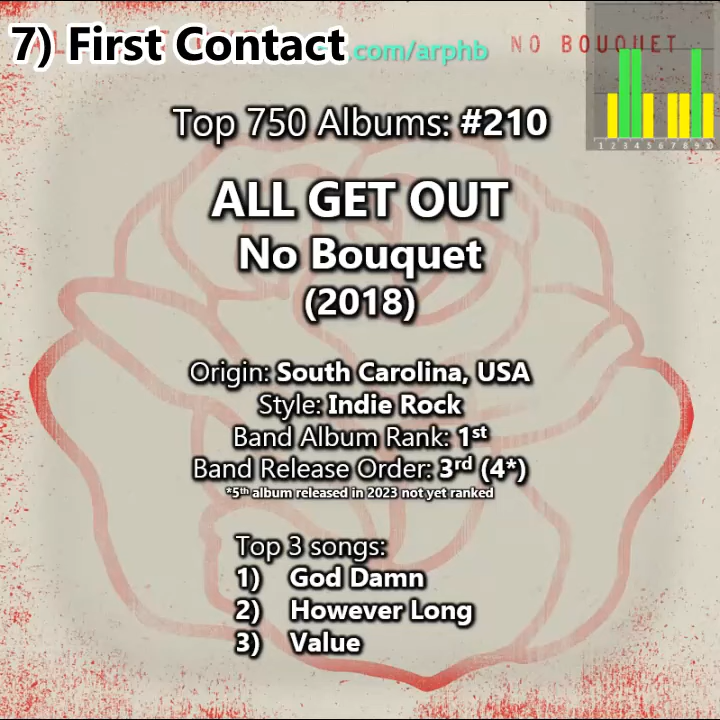 7) First Contact
.com/arphb
NO BOUQUET
1 2 3 4 5 6 7 8 9 10
Top 750 Albums: #210
ALL GET OUT
No Bouquet
(2018)
Origin: South Carolina, USA
Style: Indie Rock
Band Album Rank: 1st
Band Release Order: 3rd (4*)
*5th album released in 2023 not yet ranked
Top 3 songs:
1) God Damn
2) However Long
3) Value